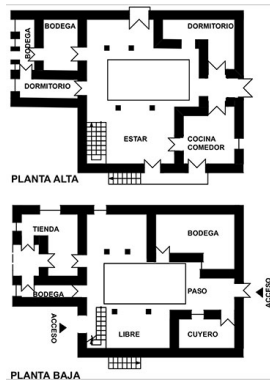 BODEGA
DORMITORIO
BODEGA
DORMITORIO
ESTAR
COCINA
COMEDOR
PLANTA ALTA
TIENDA
BODEGA
BODEGA
PASO
ACCESO
ACCESO
LIBRE
CUYERO
PLANTA BAJA